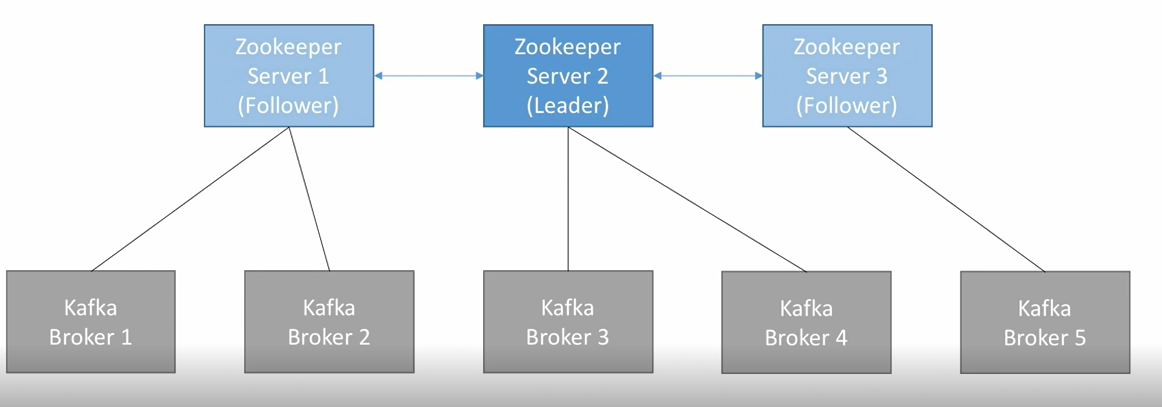 Zookeeper
Server 1
(Follower)
Zookeeper
Server 2
(Leader)
Zookeeper
Server 3
(Follower)
Kafka
Broker 1
Kafka
Broker 2
Kafka
Broker 3
Kafka
Broker 4
Kafka
Broker 5